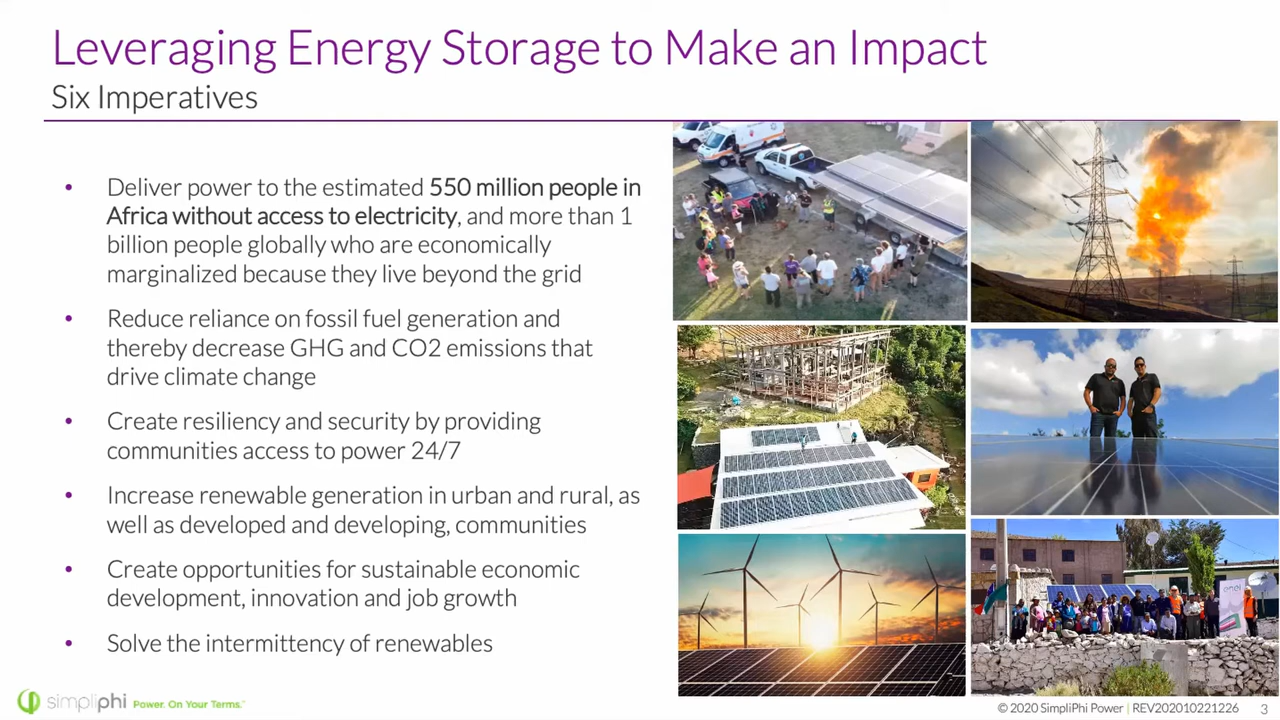 Leveraging Energy Storage to Make an Impact
Six Imperatives
• Deliver power to the estimated 550 million people in
Africa without access to electricity, and more than 1
billion people globally who are economically
marginalized because they live beyond the grid
• Reduce reliance on fossil fuel generation and
thereby decrease GHG and CO2 emissions that
drive climate change
• Create resiliency and security by providing
communities access to power 24/7
• Increase renewable generation in urban and rural, as
well as developed and developing, communities
• Create opportunities for sustainable economic
development, innovation and job growth
• Solve the intermittency of renewables
enel
simpliphi Power. On Your Terms.™
© 2020 SimpliPhi Power | REV202010221226 3